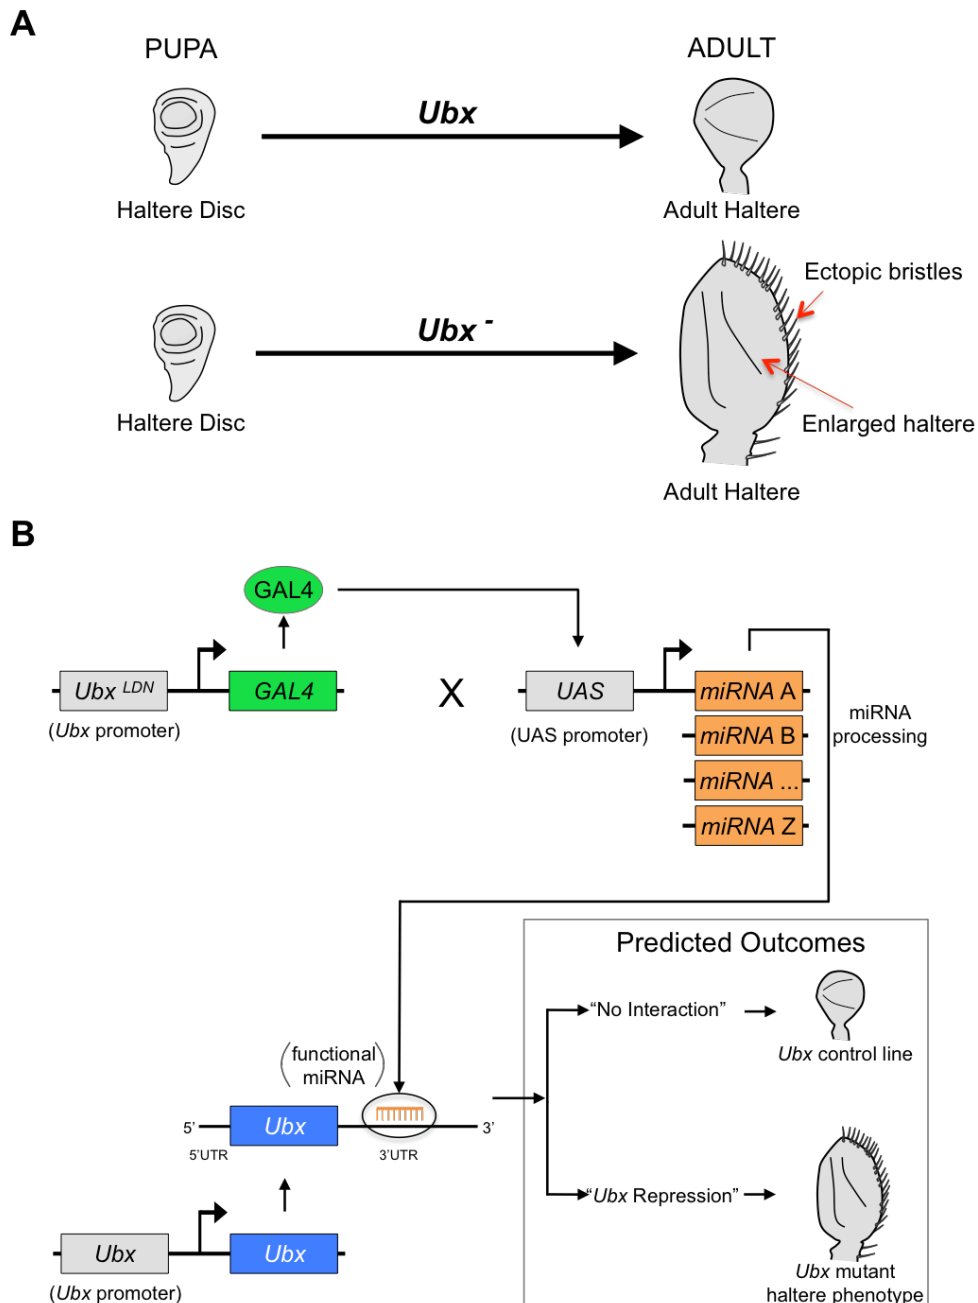 A
PUPA
ADULT
Ubx
Haltere Disc
Adult Haltere
Ectopic bristles
Ubx -
Haltere Disc
Enlarged haltere
Adult Haltere
B
GAL4
Ubx LDN
GAL4
X
UAS
miRNA A
(Ubx promoter)
(UAS promoter)
miRNA B
miRNA ...
miRNA Z
miRNA
processing
Predicted Outcomes
"No Interaction"
Ubx control line
(functional
miRNA)
5'
Ubx
3'
5'UTR
3'UTR
"Ubx Repression"
Ubx
Ubx
(Ubx promoter)
Ubx mutant
haltere phenotype